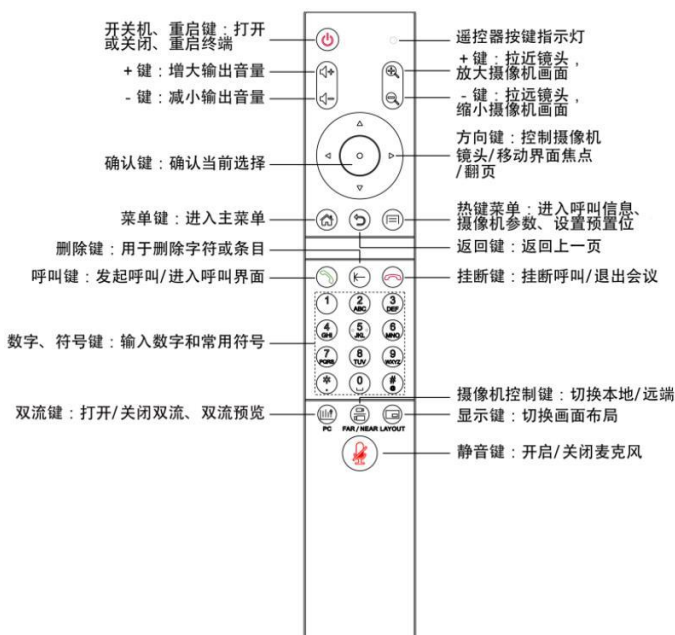 开关机、重启键：打开
或关闭、重启终端
遥控器按键指示灯
+ 键：增大输出音量
+ 键：拉近镜头，
放大摄像机画面
- 键：减小输出音量
- 键：拉远镜头，
缩小摄像机画面
确认键：确认当前选择
方向键：控制摄像机
镜头/移动界面焦点
/翻页
菜单键：进入主菜单
热键菜单：进入呼叫信息、
摄像机参数、设置预置位
删除键：用于删除字符或条目
返回键：返回上一页
呼叫键：发起呼叫/进入呼叫界面
挂断键：挂断呼叫/退出会议
1 2 3
ABC DEF
4 5 6
GHI JKL MNO
数字、符号键：输入数字和常用符号
7 8 9
PQRS TUV WXYZ
* 0 #
摄像机控制键：切换本地/远端
双流键：打开/关闭双流、双流预览
显示键：切换画面布局
PC FAR/NEAR LAYOUT
静音键：开启/关闭麦克风